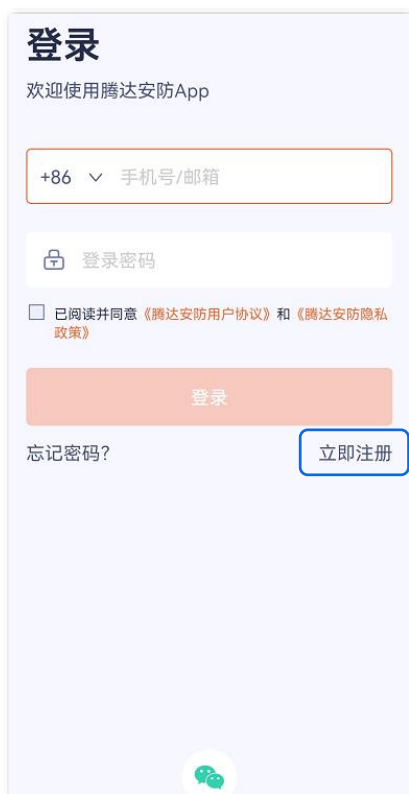 登录
欢迎使用腾达安防App
+86 手机号/邮箱
登录密码
已阅读并同意《腾达安防用户协议》和《腾达安防隐私
政策》
登录
忘记密码?
立即注册